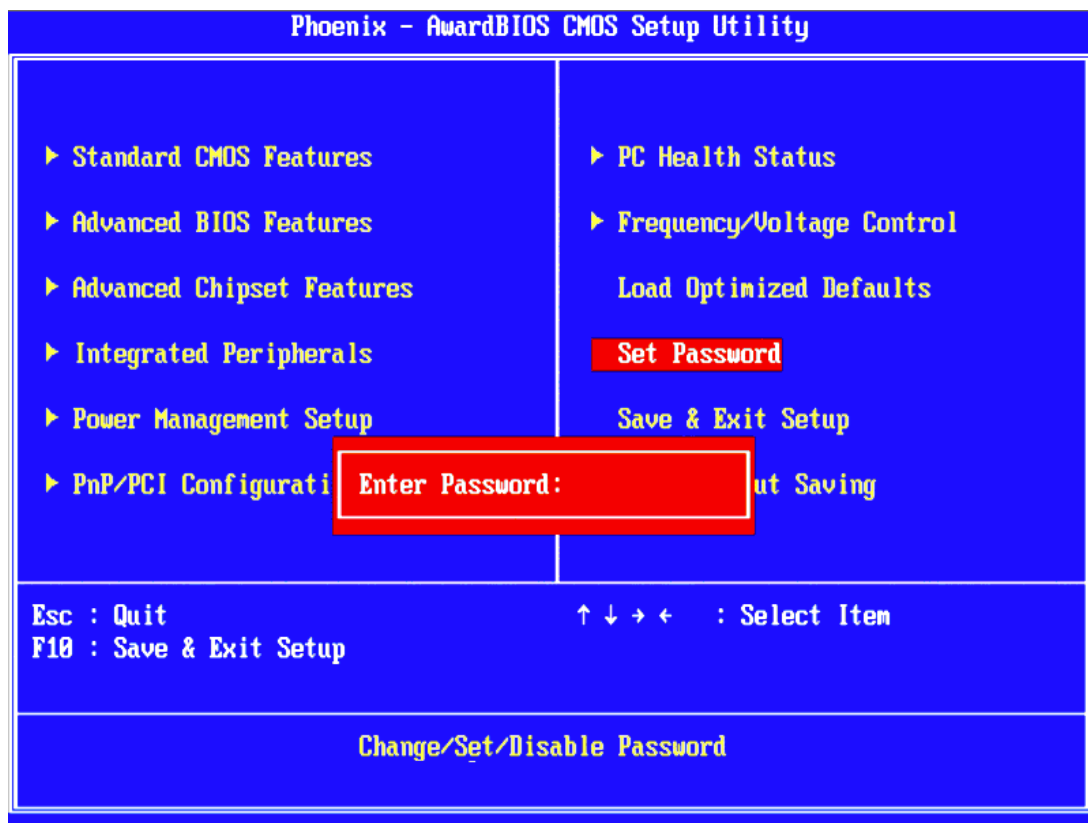 Phoenix - AwardBIOS CMOS Setup Utility
▶ Standard CMOS Features
▶ Advanced BIOS Features
▶ Advanced Chipset Features
▶ Integrated Peripherals
▶ Power Management Setup
▶ PnP/PCI Configurati
▶ PC Health Status
▶ Frequency/Voltage Control
Load Optimized Defaults
Set Password
Save & Exit Setup
ut Saving
Enter Password:
Esc : Quit
F10 : Save & Exit Setup
↑ ↓ → ← : Select Item
Change/Set/Disable Password